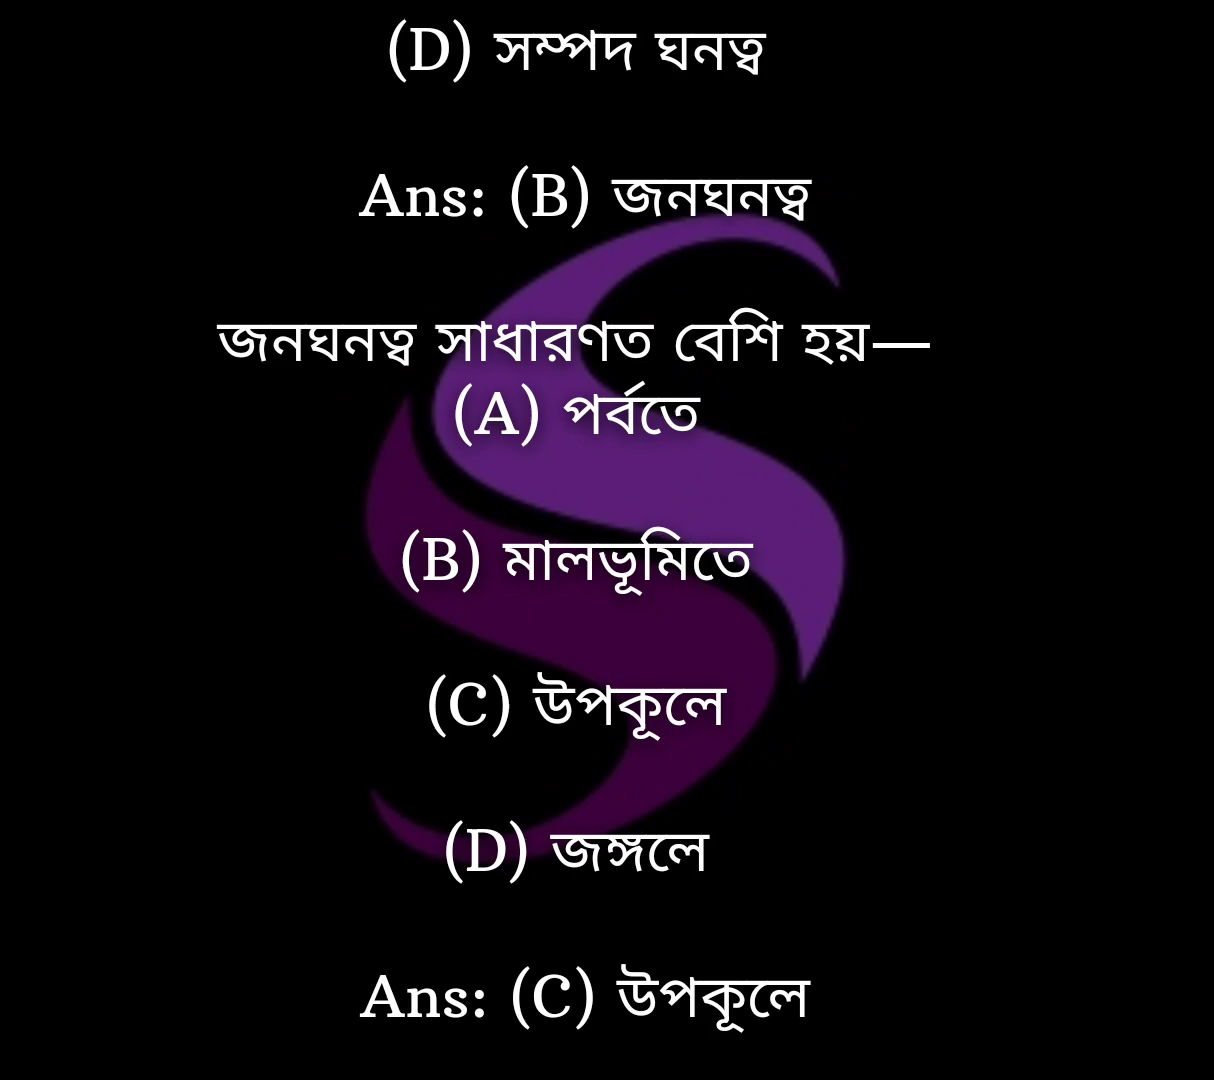 (D) সম্পদ ঘনত্ব
Ans: (B) জনঘনত্ব
জনঘনত্ব সাধারণত বেশি হয়—
(A) পর্বতে
(B) মালভূমিতে
(C) উপকূলে
(D) জঙ্গলে
Ans: (C) উপকূলে